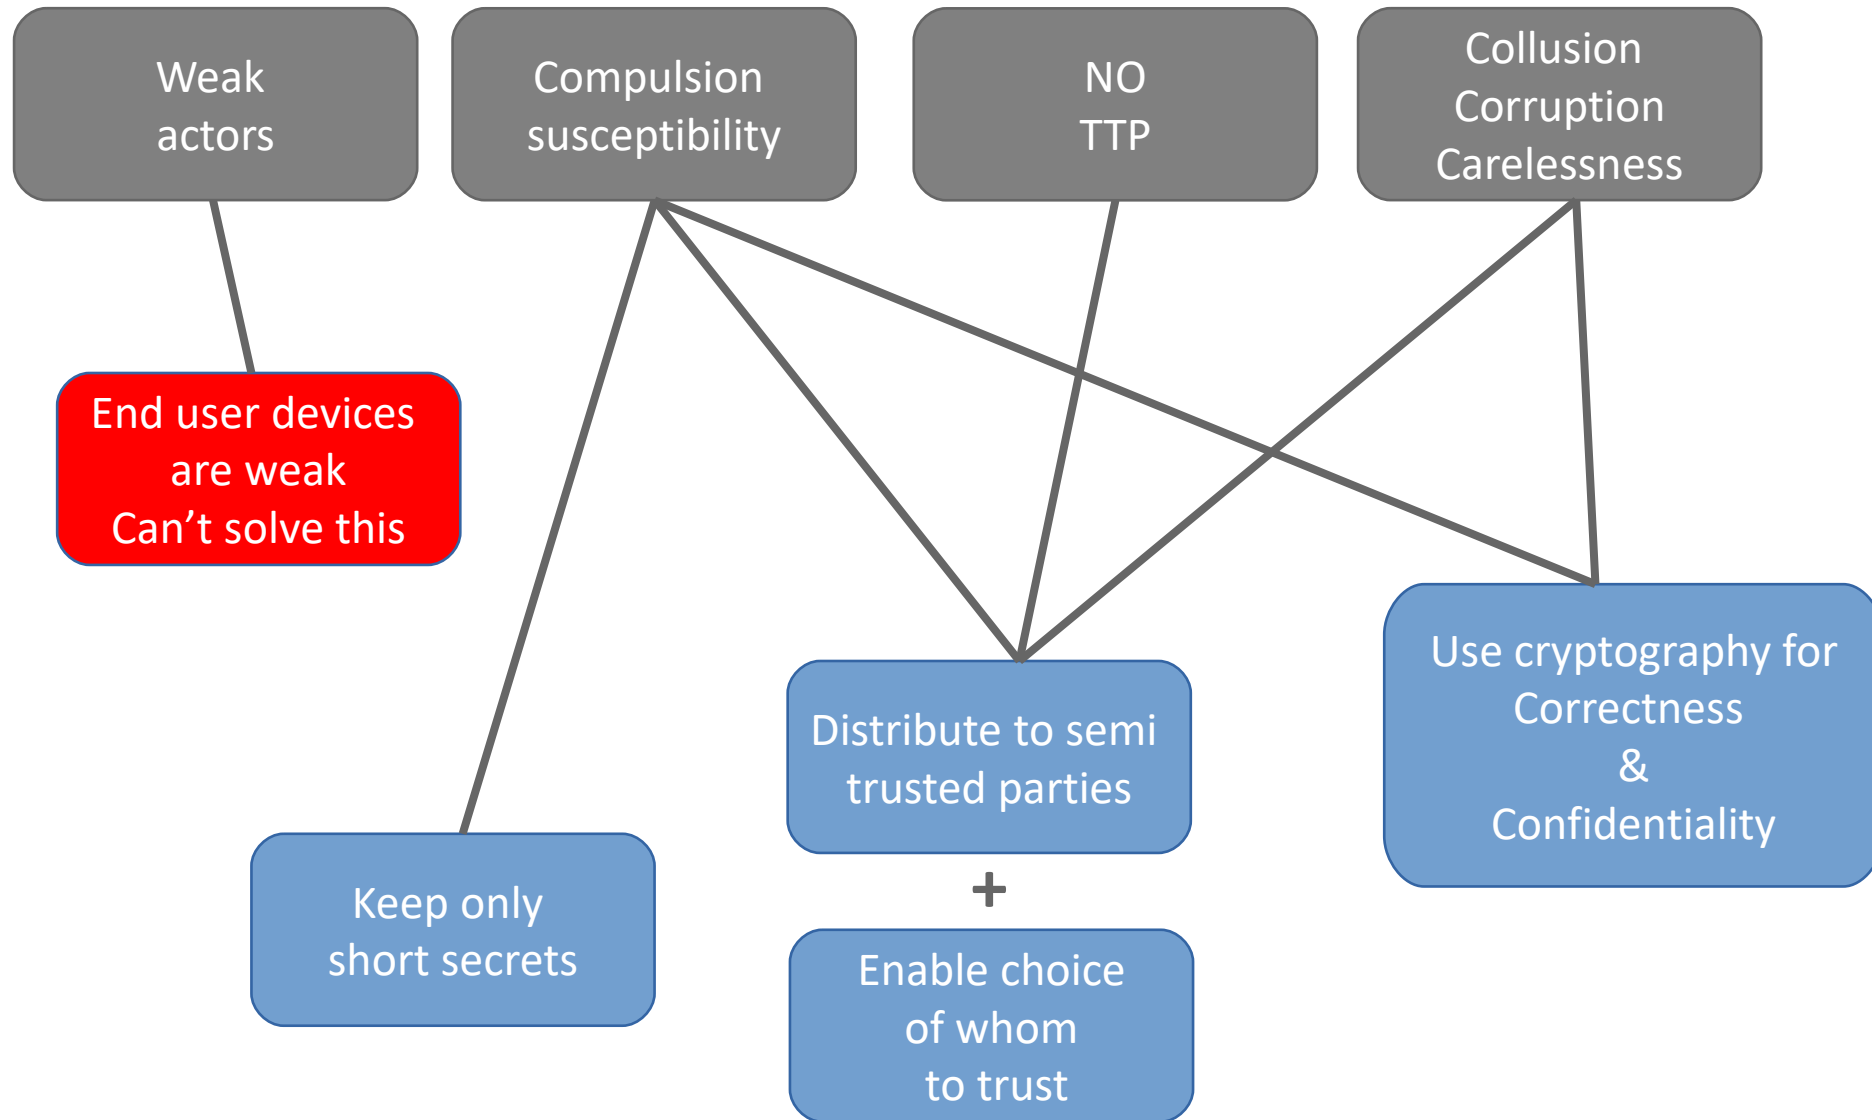 Weak
actors
Compulsion
susceptibility
NO
TTP
Collusion
Corruption
Carelessness
End user devices
are weak
Can’t solve this
Use cryptography for
Correctness
&
Confidentiality
Distribute to semi
trusted parties
+
Keep only
short secrets
Enable choice
of whom
to trust